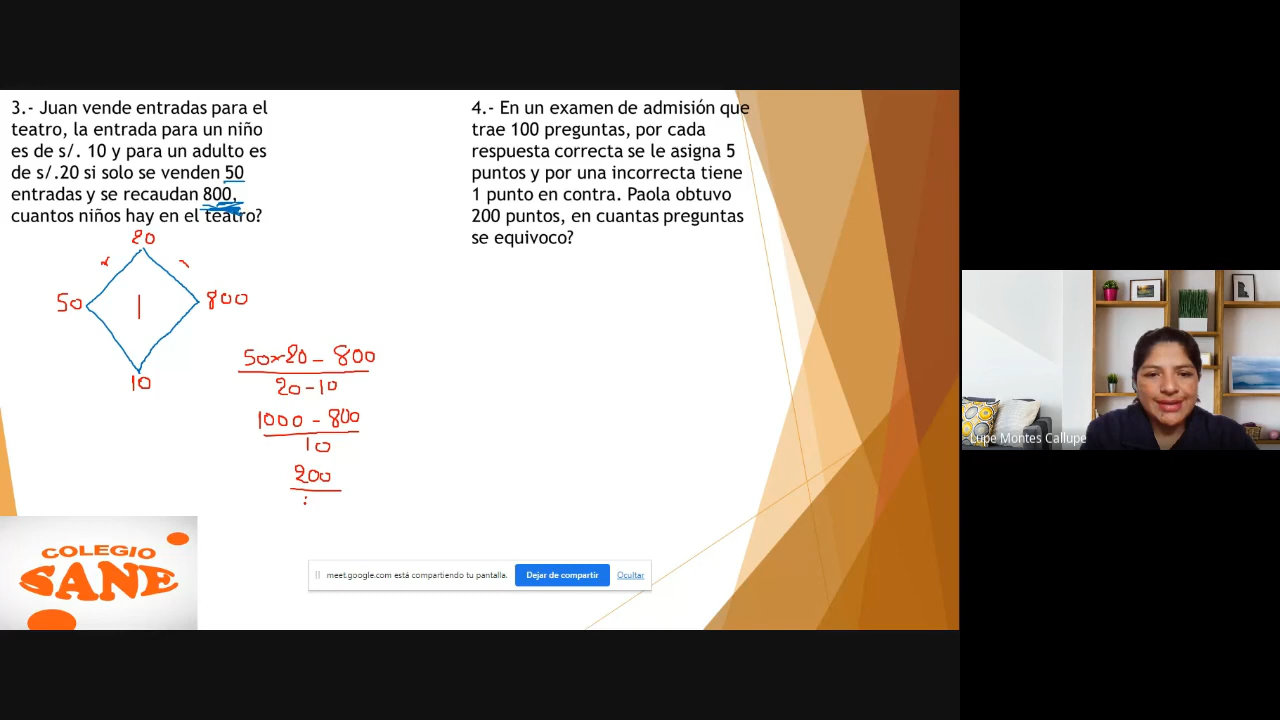 3.- Juan vende entradas para el
teatro, la entrada para un niño
es de s/. 10 y para un adulto es
de s/.20 si solo se venden 50
entradas y se recaudan 800,
cuantos niños hay en el teatro?
20
x -
50 | 800
10
50x20 - 800
20-10
1000 - 800
10
200
4.- En un examen de admisión que
trae 100 preguntas, por cada
respuesta correcta se le asigna 5
puntos y por una incorrecta tiene
1 punto en contra. Paola obtuvo
200 puntos, en cuantas preguntas
se equivoco?
Lupe Montes Callupe
COLEGIO
SANE
meet.google.com está compartiendo tu pantalla.
Dejar de compartir
Ocultar